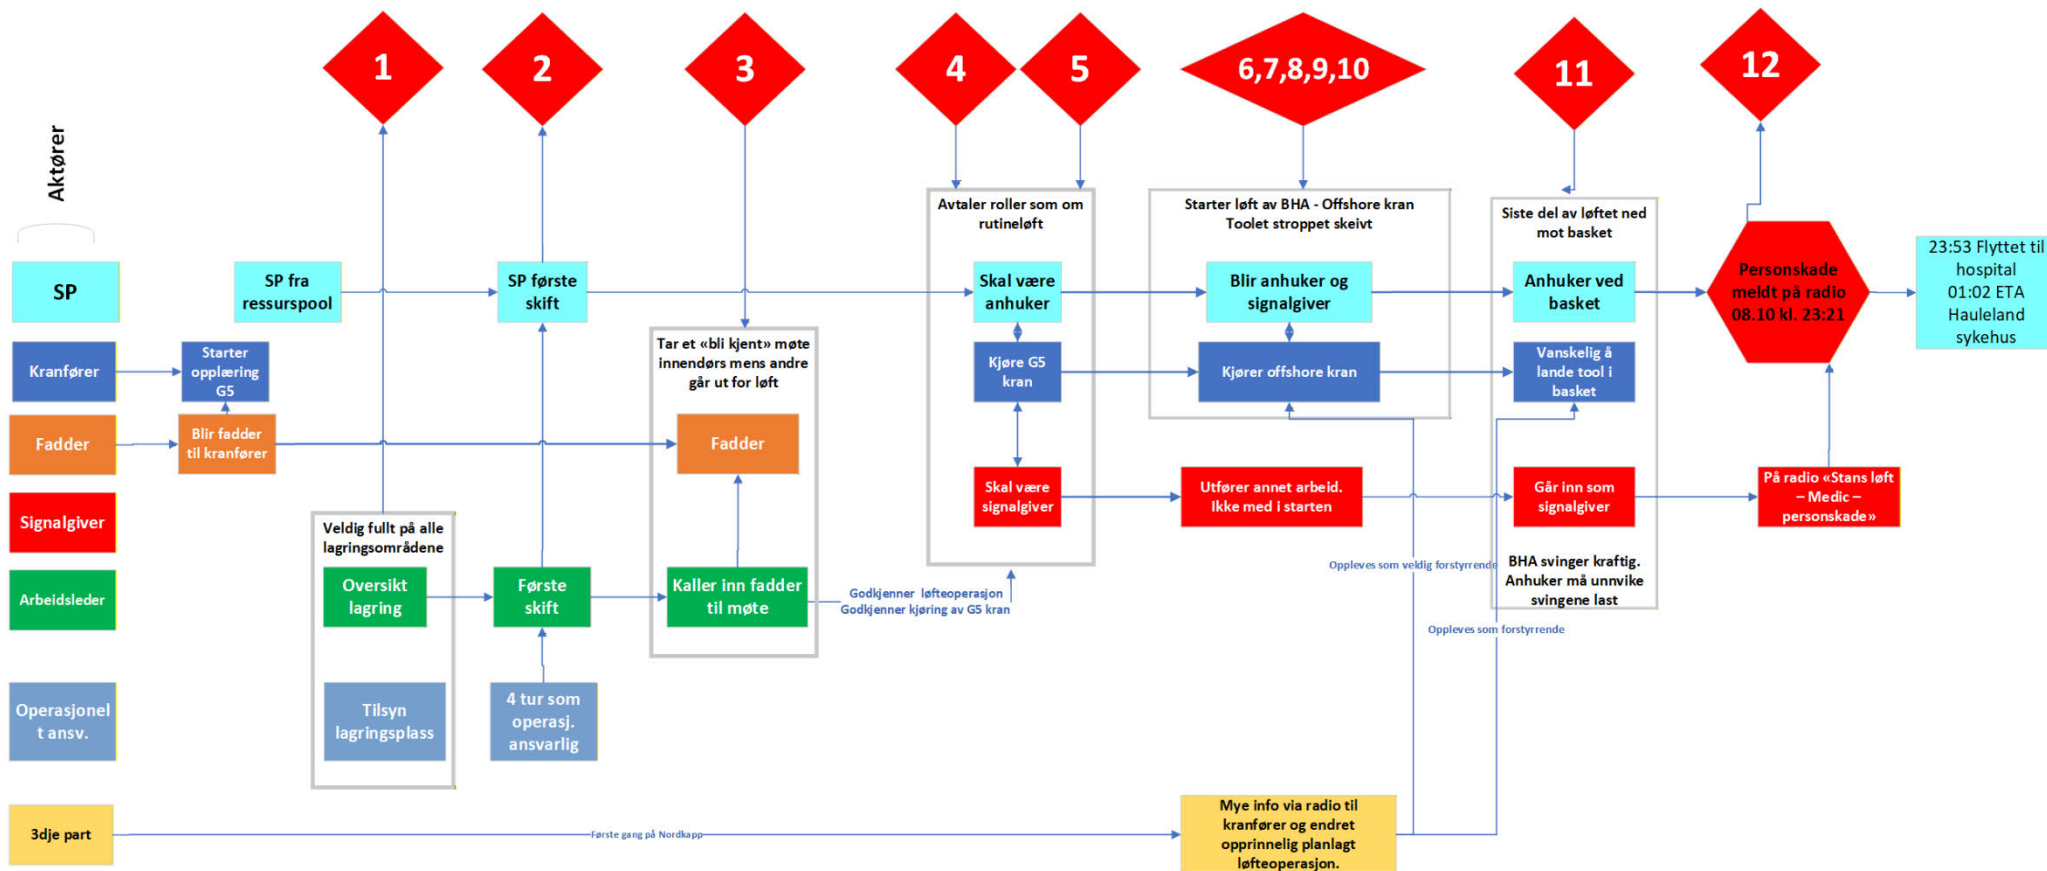 1
2
3
4
5
6,7,8,9,10
11
12
Aktører
Avtaler roller som om
rutineløft
Starter løft av BHA - Offshore kran
Toolet stroppet skeivt
Siste del av løftet ned
mot basket
SP
SP fra
ressurspool
SP første
skift
Skal være
anhuker
Blir anhuker og
signalgiver
Anhuker ved
basket
Personskade
meldt på radio
08.10 kl. 23:21
23:53 Flyttet til
hospital
01:02 ETA
Hauleland
sykehus
Kranfører
Starter
opplæring
G5
Tar et «bli kjent» møte
innendørs mens andre
går ut for løft
Kjøre G5
kran
Kjører offshore kran
Vanskelig å
lande tool i
basket
Fadder
Blir fadder
til kranfører
Fadder
Signalgiver
Skal være
signalgiver
Utfører annet arbeid.
Ikke med i starten
Går inn som
signalgiver
På radio «Stans løft
– Medic –
personskade»
Veldig fullt på alle
lagringsområdene
Arbeidsleder
Oversikt
lagring
Første
skift
Kaller inn fadder
til møte
Godkjenner løfteoperasjon
Godkjenner kjøring av G5 kran
Oppleves som veldig forstyrrende
BHA svinger kraftig.
Anhuker må unnvike
svingene last
Oppleves som forstyrrende
Operasjonel
t ansv.
Tilsyn
lagringsplass
4 tur som
operasj.
ansvarlig
3dje part
Første gang på Nordkapp
Mye info via radio til
kranfører og endret
opprinnelig planlagt
løfteoperasjon.